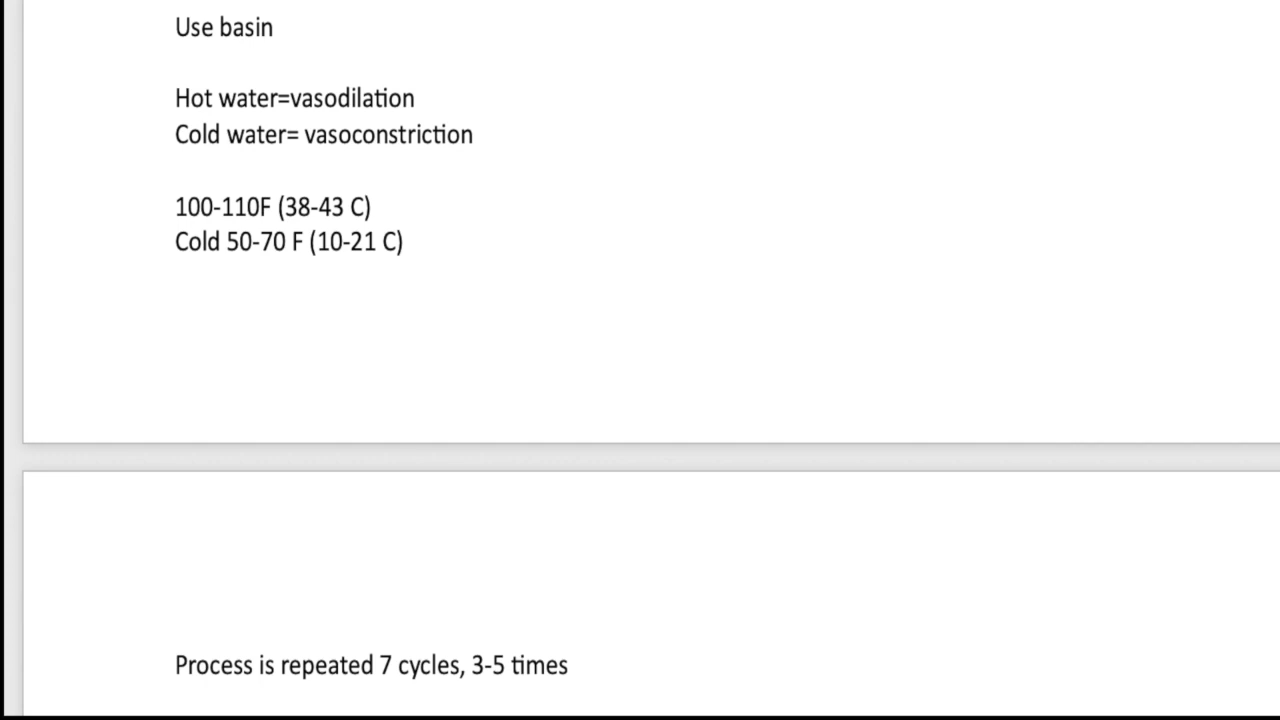 Use basin
Hot water=vasodilation
Cold water= vasoconstriction
100-110F (38-43 C)
Cold 50-70 F (10-21 C)
Process is repeated 7 cycles, 3-5 times